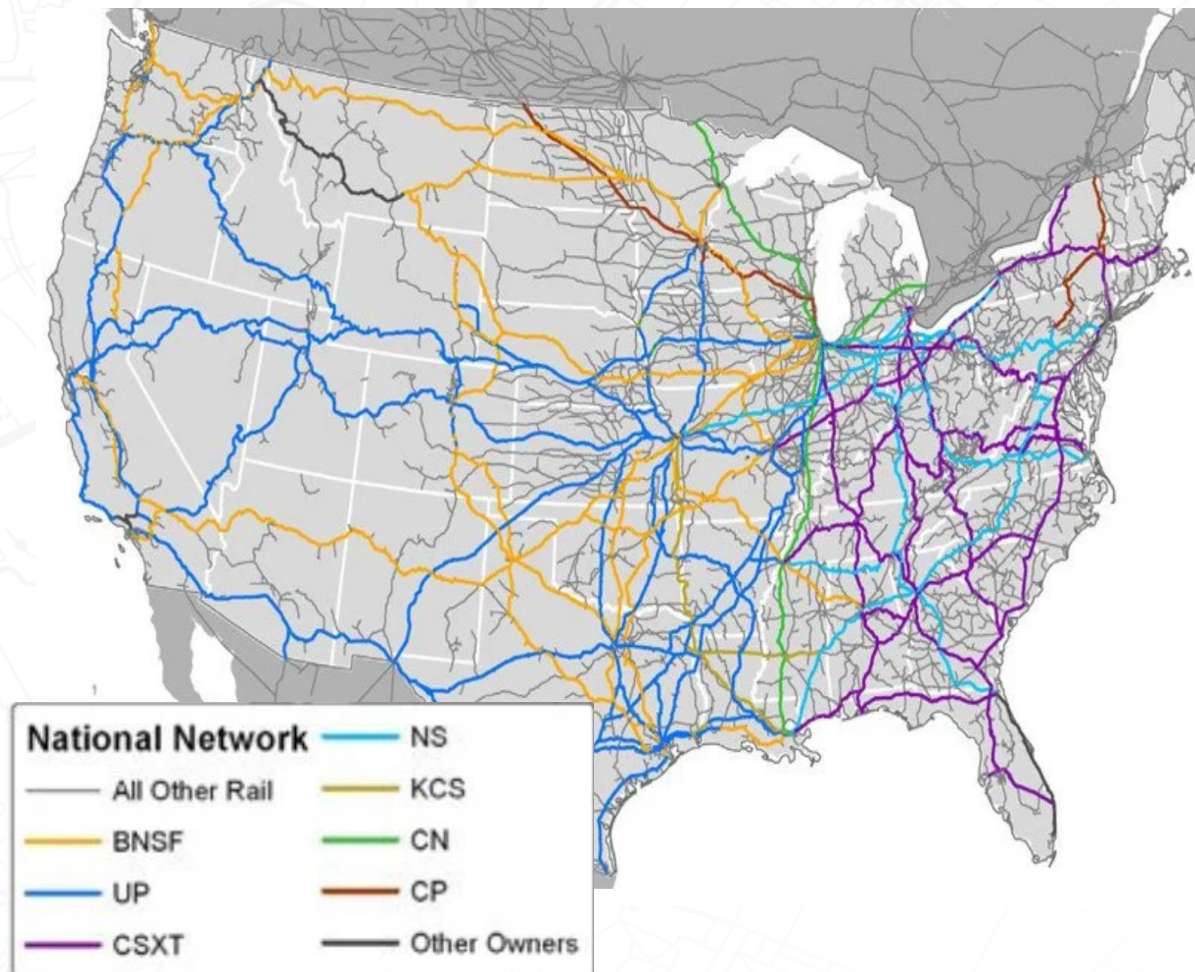 National Network
All Other Rail
BNSF
UP
CSXT
NS
KCS
CN
CP
Other Owners